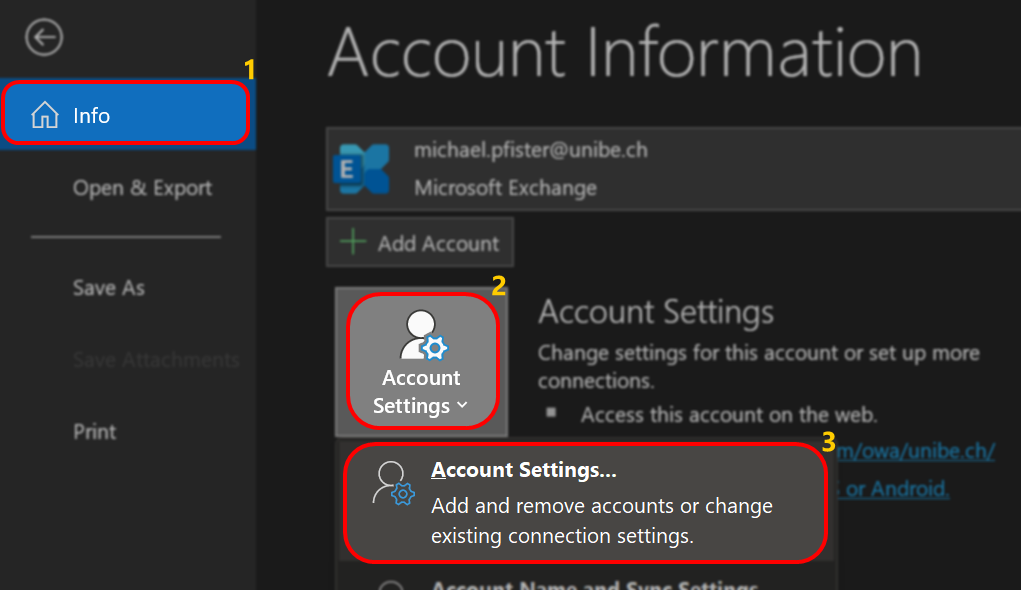 Account Information
1
Info
michael.pfister@unibe.ch
Microsoft Exchange
Open & Export
Add Account
2
Save As
Account Settings
Change settings for this account or set up more
connections.
Access this account on the web.
Account
Settings
Save Attachments
Print
3
m/owa/unibe.ch/
or Android.
Account Settings...
Add and remove accounts or change
existing connection settings.
Account Name and Sync Settings